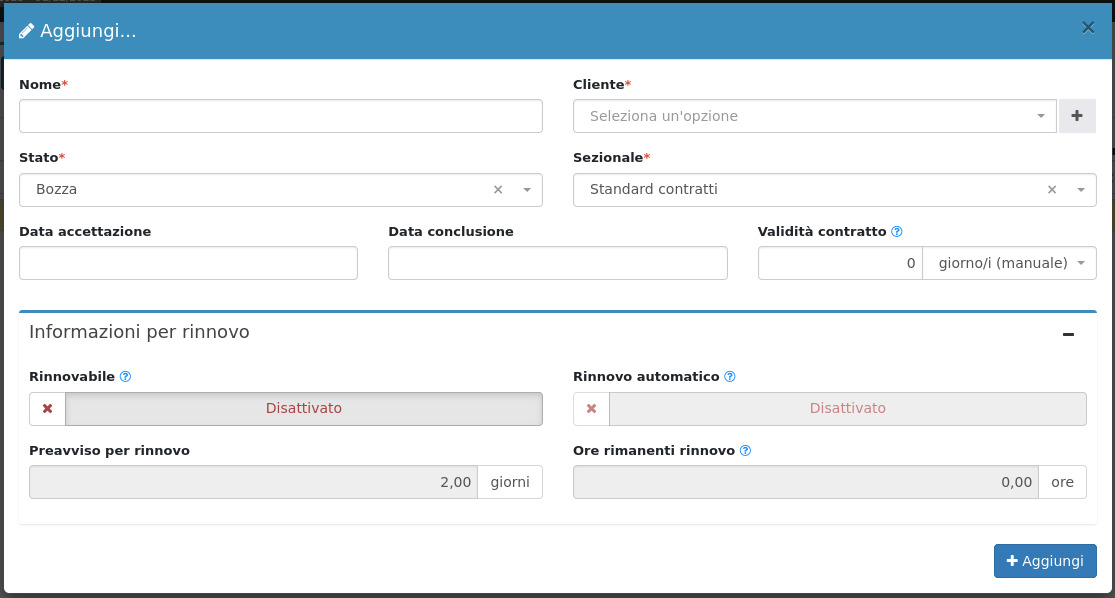 Aggiungi...
Nome* Cliente*
Seleziona un'opzione
Stato* Sezionale*
Bozza × Standard contratti ×
Data accettazione Data conclusione Validità contratto
0 giorno/i (manuale)
Informazioni per rinnovo
Rinnovabile Rinnovo automatico
Disattivato Disattivato
Preavviso per rinnovo Ore rimanenti rinnovo
2,00 giorni 0,00 ore
Aggiungi